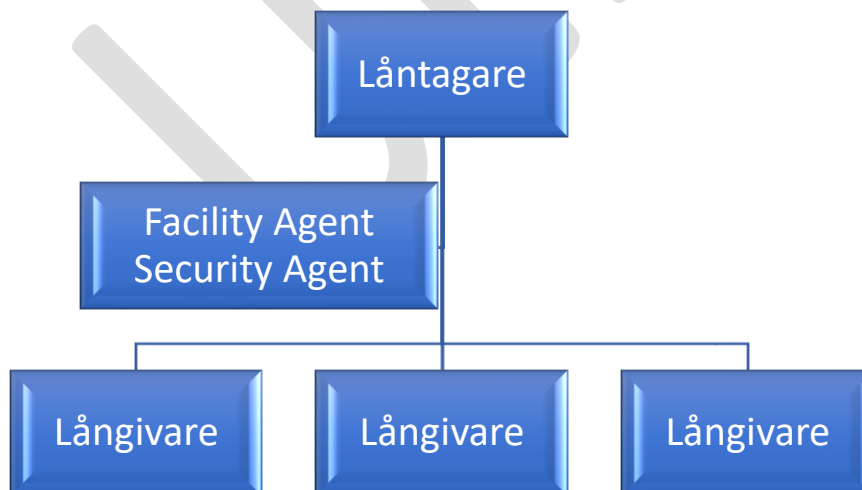 Låntagare
Facility Agent
Security Agent
Långivare
Långivare
Långivare